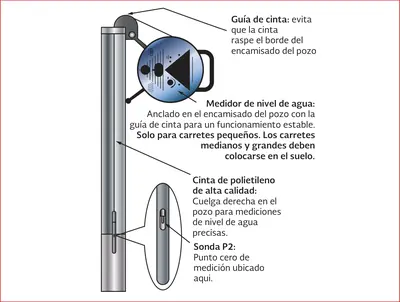 Guía de cinta: evita
que la cinta
raspe el borde del
encamisado del pozo
Medidor de nivel de agua:
Anclado en el encamisado del pozo con la
guía de cinta para un funcionamiento estable.
Solo para carretes pequeños. Los carretes
medianos y grandes deben
colocarse en el suelo.
Cinta de polietileno
de alta calidad:
Cuelga derecha en el
pozo para mediciones
de nivel de agua
precisas.
Sonda P2:
Punto cero de
medición ubicado
aqui.